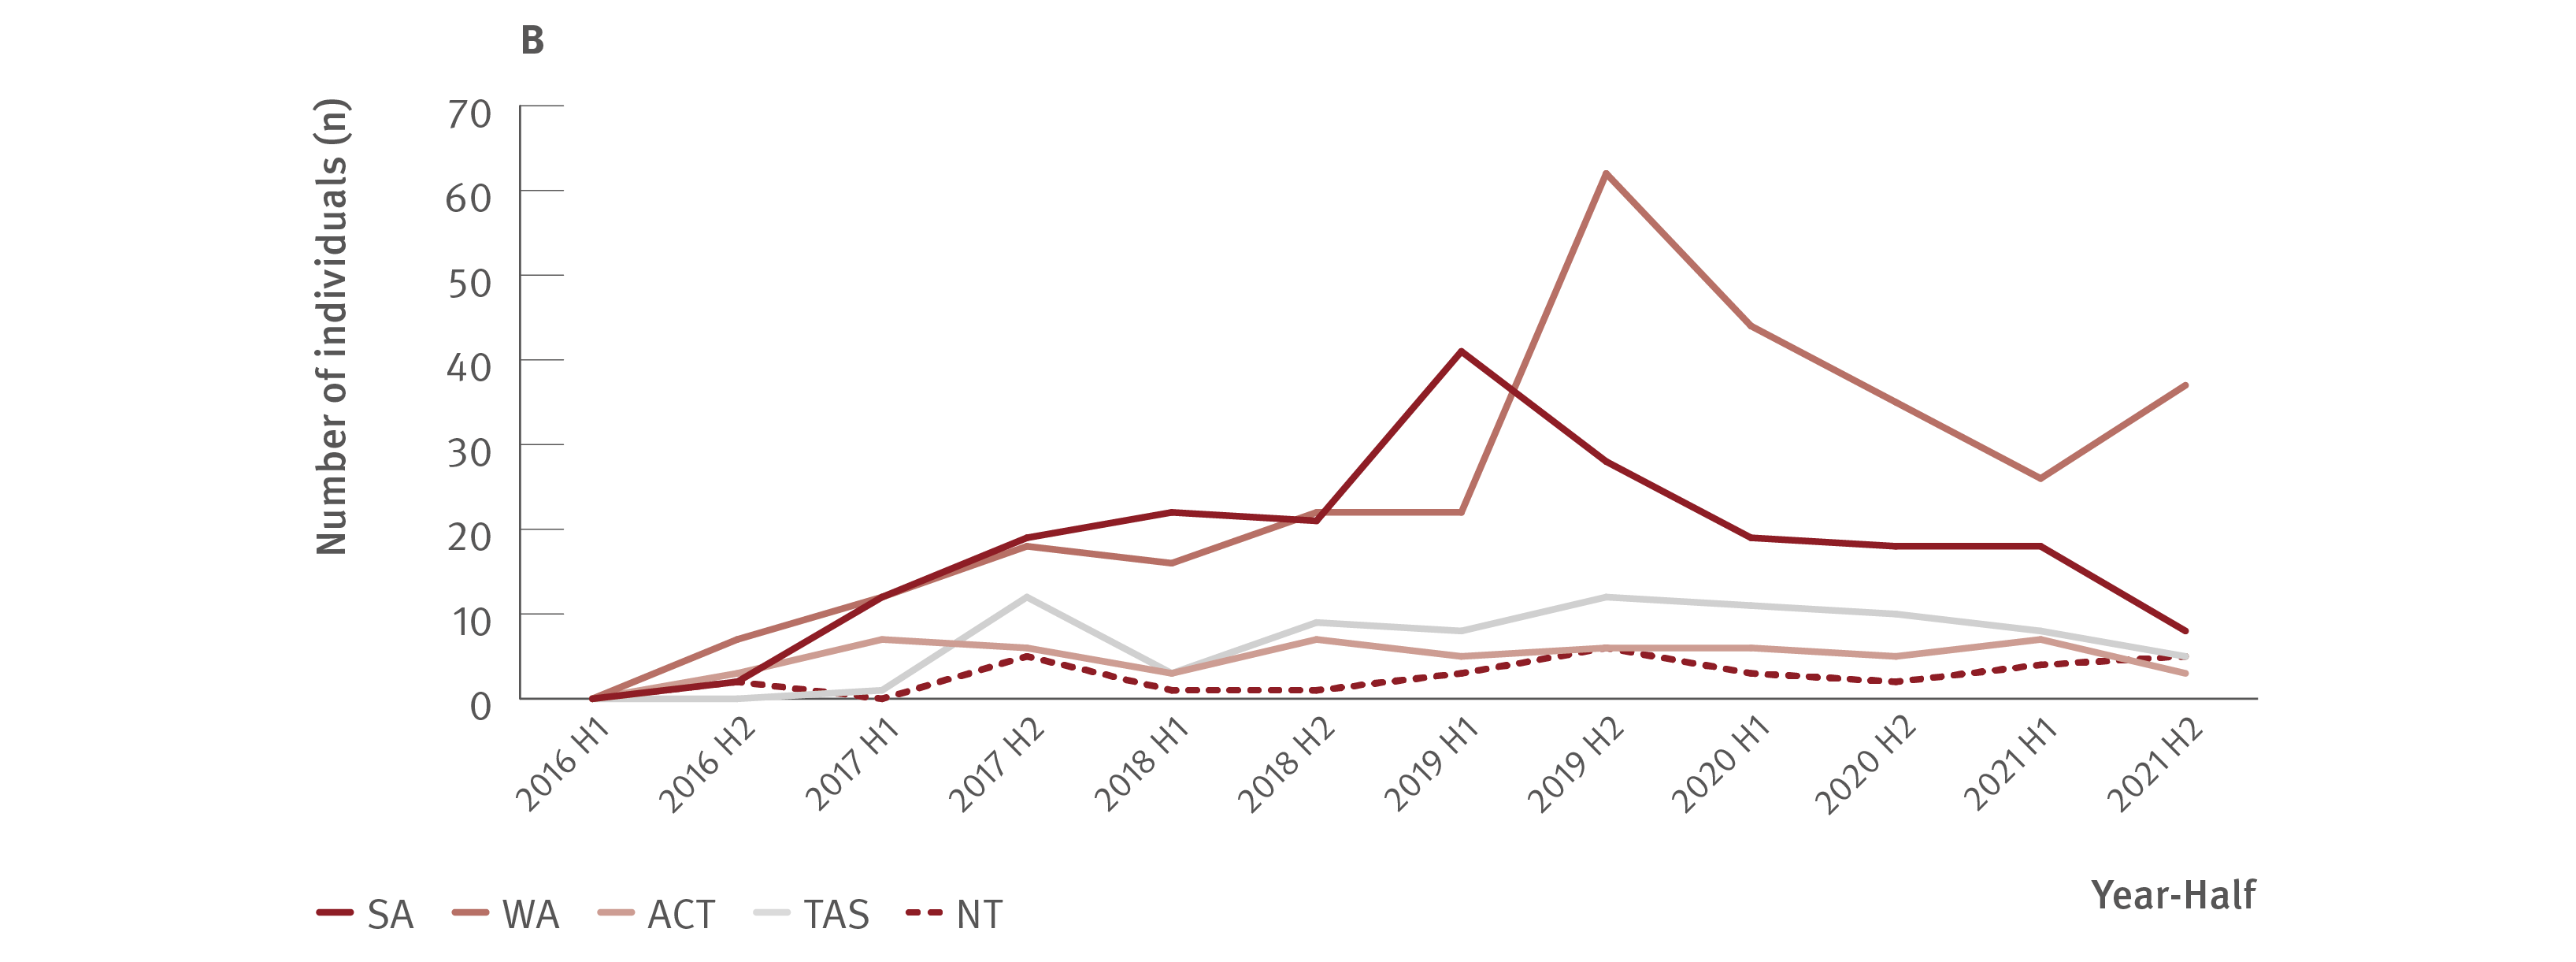 B
Number of individuals (n)
70
60
50
40
30
20
10
0
2016 H1
2016 H2
2017 H1
2017 H2
2018 H1
2018 H2
2019 H1
2019 H2
2020 H1
2020 H2
2021 H1
2021 H2
Year-Half
SA WA ACT TAS NT